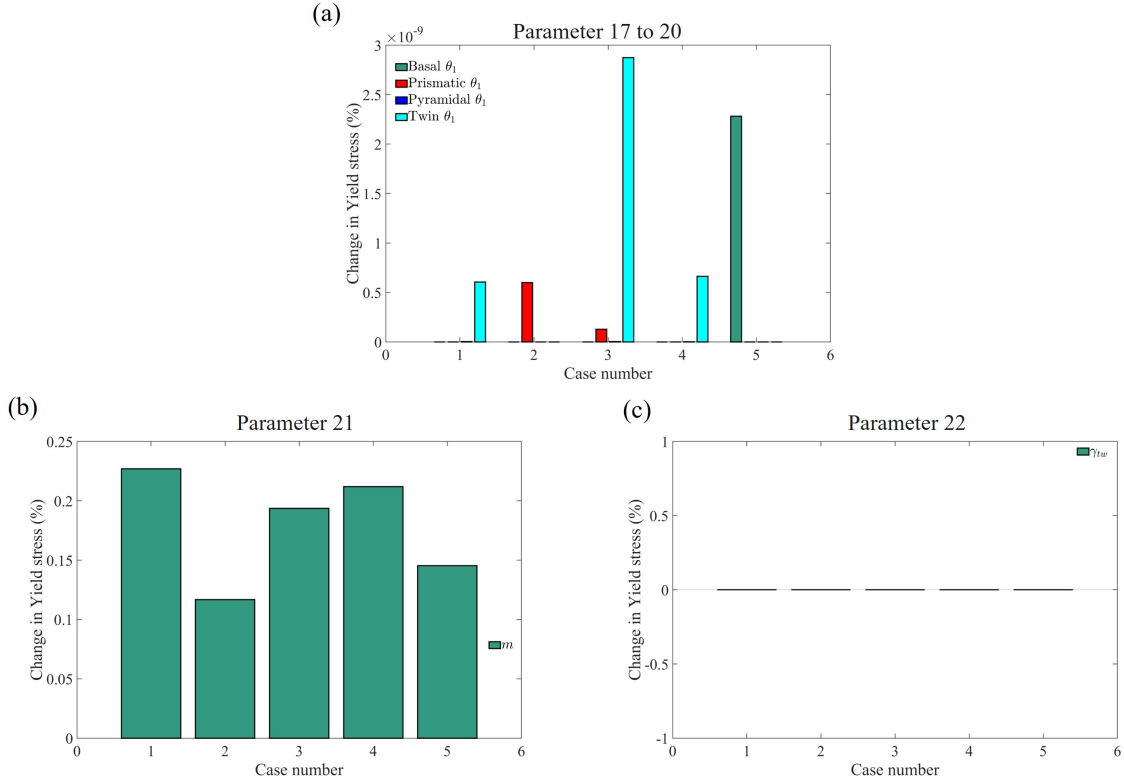 (a)
Parameter 17 to 20
×10⁻⁹
Change in Yield stress (%)
3
2.5
2
1.5
1
0.5
0
Basal θ₁
Prismatic θ₁
Pyramidal θ₁
Twin θ₁
0 1 2 3 4 5 6
Case number
(b)
Parameter 21
Change in Yield stress (%)
0.25
0.2
0.15
0.1
0.05
0
m
0 1 2 3 4 5 6
Case number
(c)
Parameter 22
Change in Yield stress (%)
1
0.5
0
-0.5
-1
γtw
0 1 2 3 4 5 6
Case number